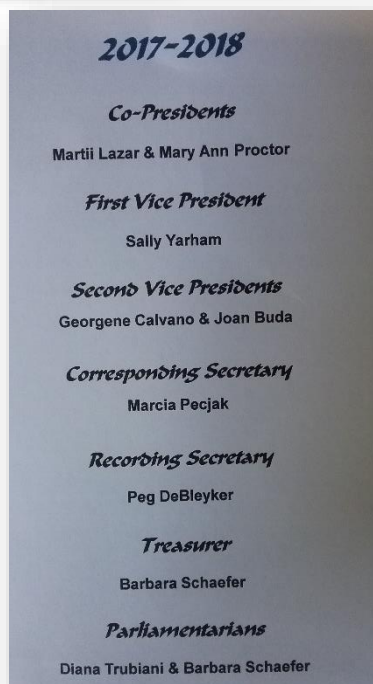 2017-2018
Co-Presidents
Martii Lazar & Mary Ann Proctor
First Vice President
Sally Yarham
Second Vice Presidents
Georgene Calvano & Joan Buda
Corresponding Secretary
Marcia Pecjak
Recording Secretary
Peg DeBleyker
Treasurer
Barbara Schaefer
Parliamentarians
Diana Trubiani & Barbara Schaefer